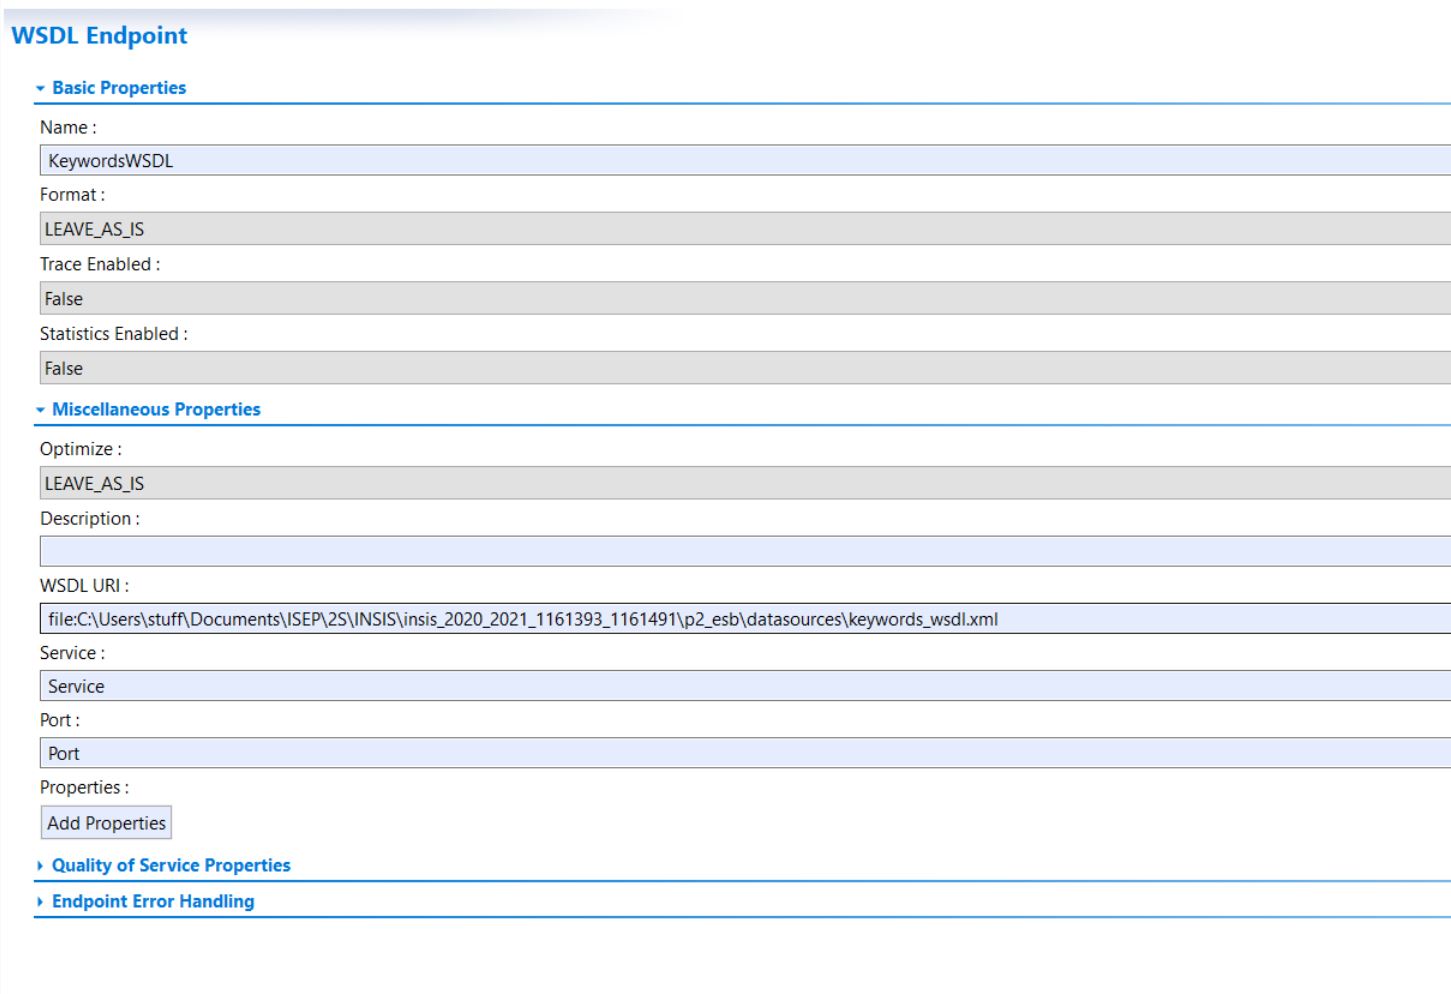 WSDL Endpoint
Basic Properties
Name :
KeywordsWSDL
Format :
LEAVE_AS_IS
Trace Enabled :
False
Statistics Enabled :
False
Miscellaneous Properties
Optimize :
LEAVE_AS_IS
Description :
WSDL URI :
file:C:\Users\stuff\Documents\ISEP\2S\INSIS\insis_2020_2021_1161393_1161491\p2_esb\datasources\keywords_wsdl.xml
Service :
Service
Port :
Port
Properties :
Add Properties
Quality of Service Properties
Endpoint Error Handling